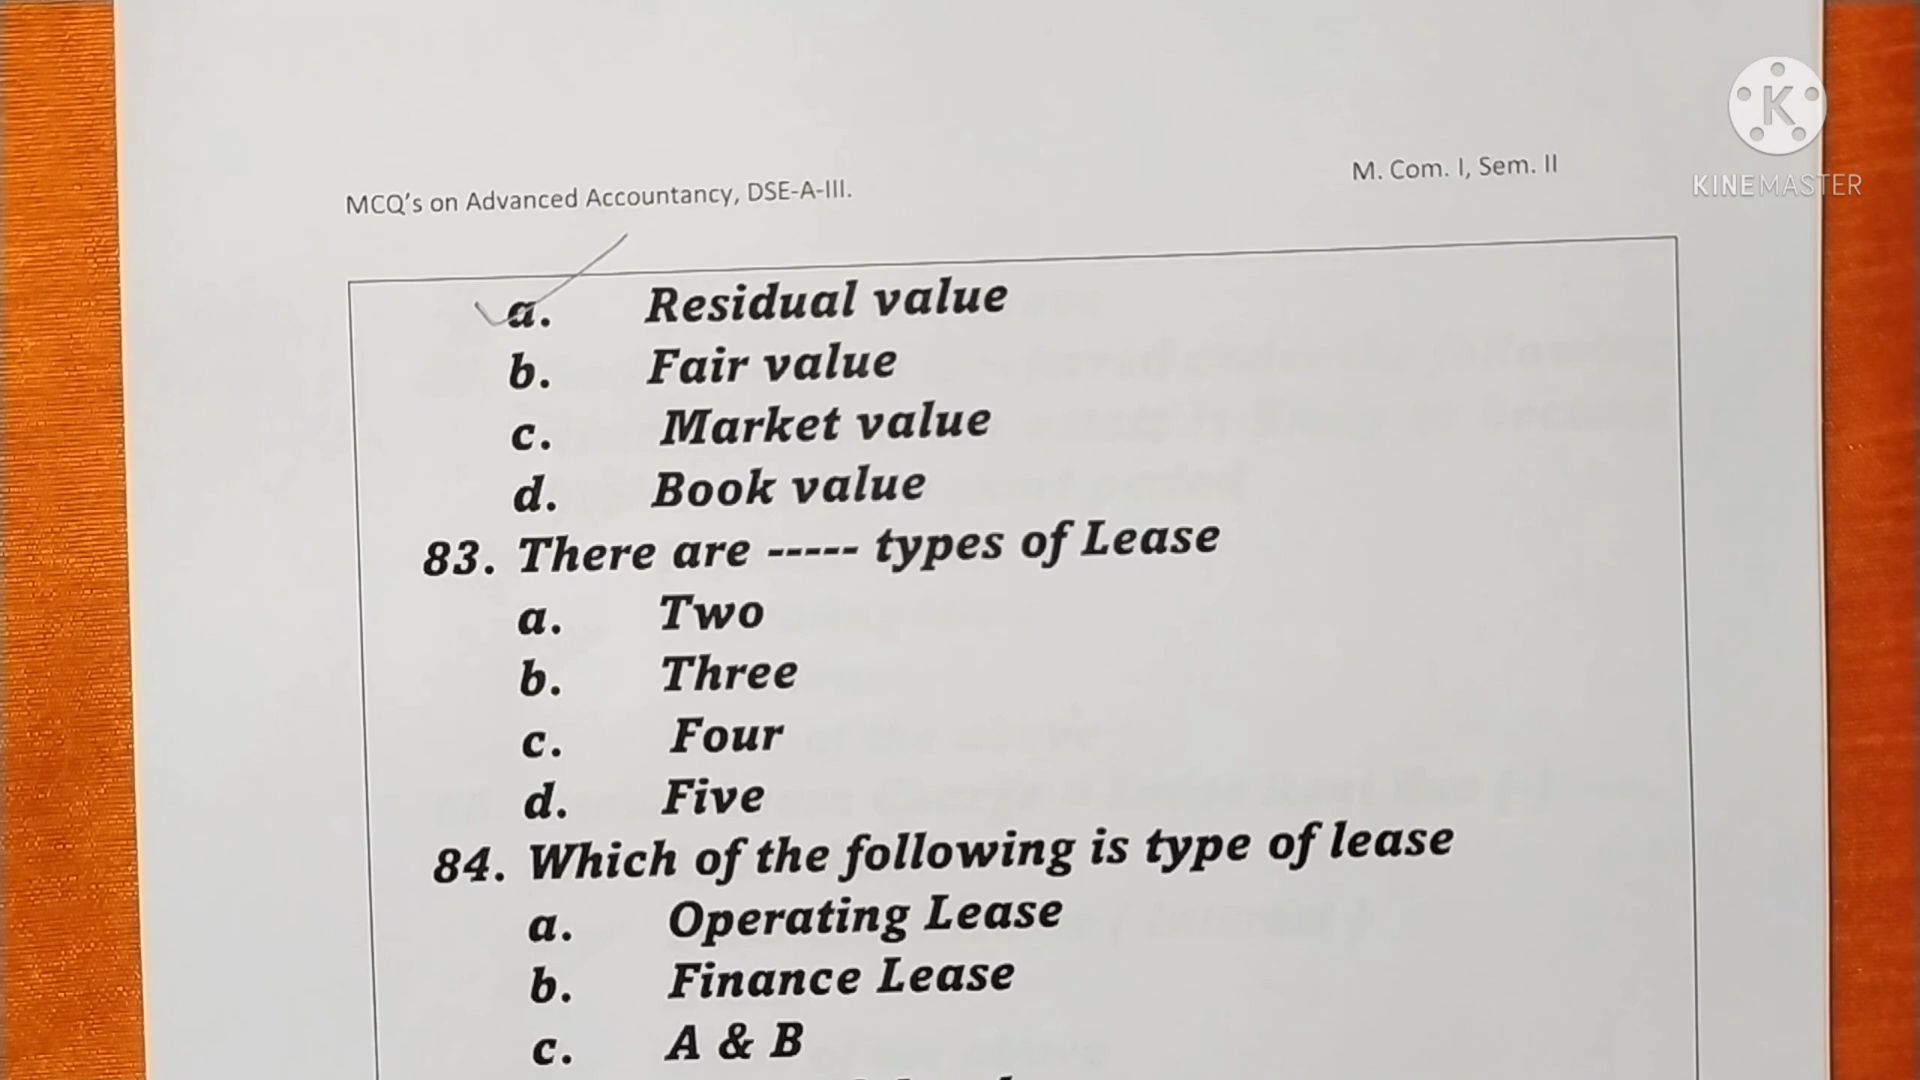 K
KINEMASTER
MCQ's on Advanced Accountancy, DSE-A-III.
M. Com. I, Sem. II
a. Residual value
b. Fair value
c. Market value
d. Book value
83. There are ----- types of Lease
a. Two
b. Three
c. Four
d. Five
84. Which of the following is type of lease
a. Operating Lease
b. Finance Lease
c. A & B